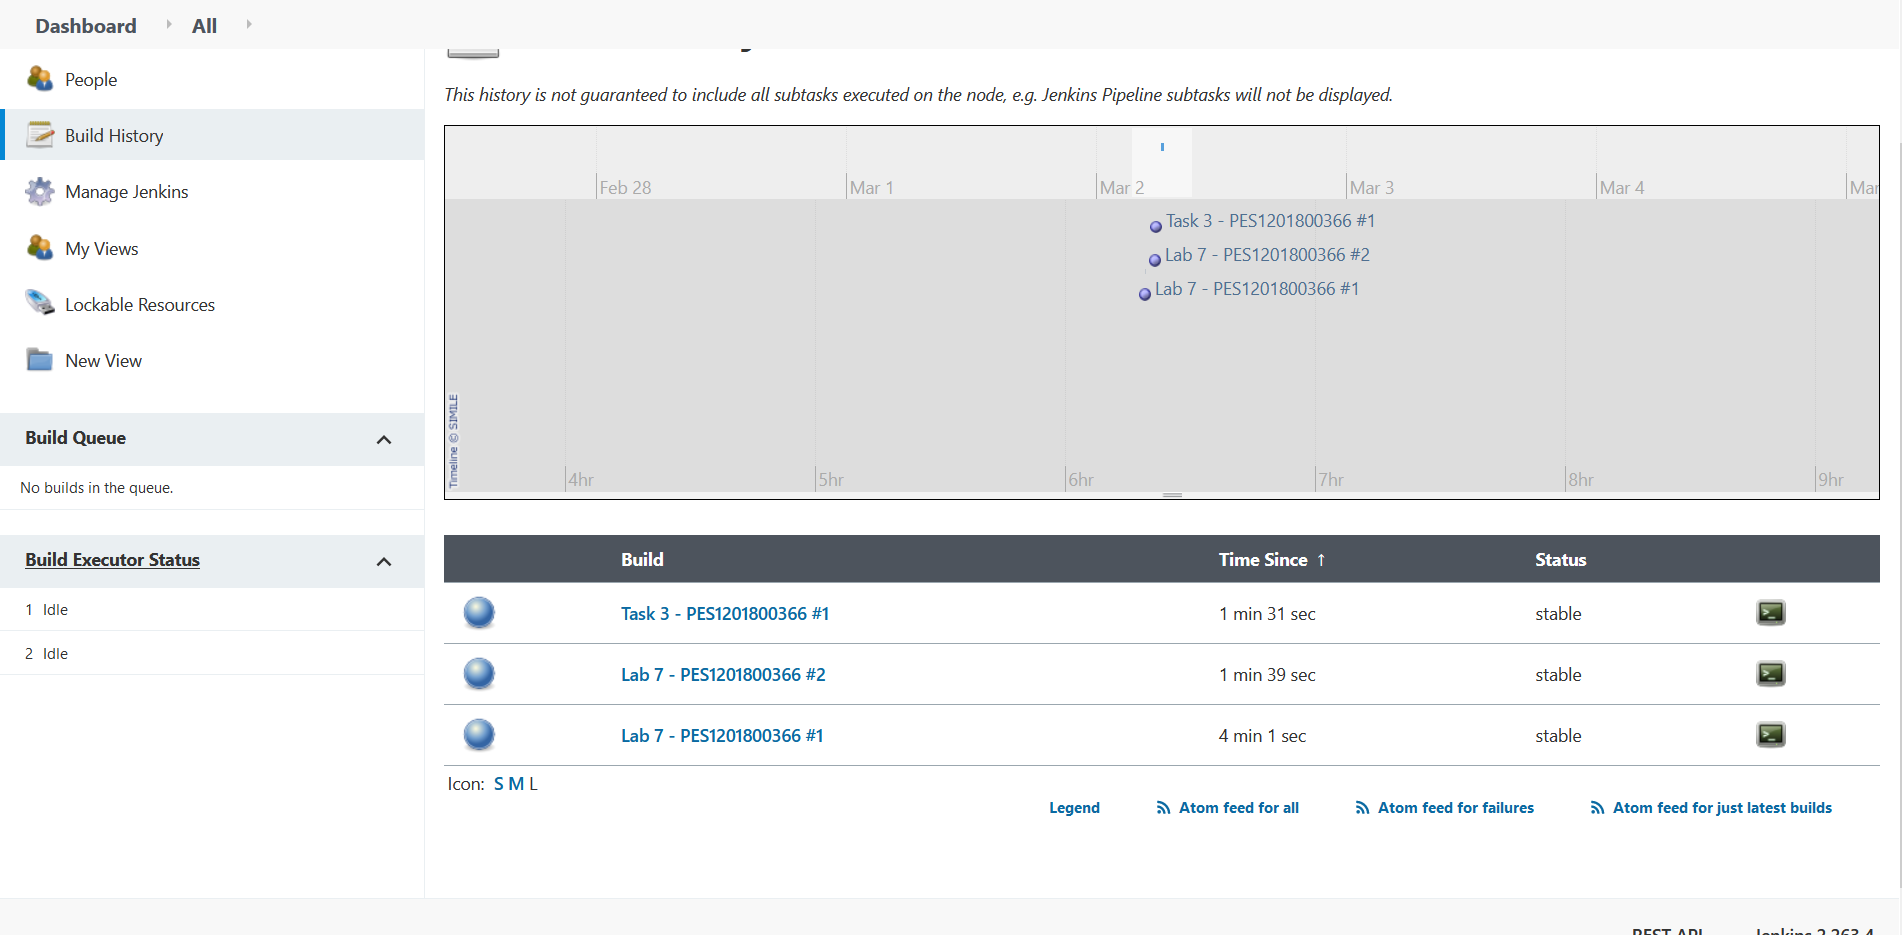 Dashboard All
People
Build History
Manage Jenkins
My Views
Lockable Resources
New View
Build Queue
No builds in the queue.
Build Executor Status
1 Idle
2 Idle
This history is not guaranteed to include all subtasks executed on the node, e.g. Jenkins Pipeline subtasks will not be displayed.
Feb 28 Mar 1 Mar 2 Mar 3 Mar 4 Mar
Task 3 - PES1201800366 #1
Lab 7 - PES1201800366 #2
Lab 7 - PES1201800366 #1
Timeline © SIMILE
4hr 5hr 6hr 7hr 8hr 9hr
Build Time Since ↑ Status
Task 3 - PES1201800366 #1 1 min 31 sec stable
Lab 7 - PES1201800366 #2 1 min 39 sec stable
Lab 7 - PES1201800366 #1 4 min 1 sec stable
Icon: S M L
Legend Atom feed for all Atom feed for failures Atom feed for just latest builds
REST API Jenkins 2.263.4